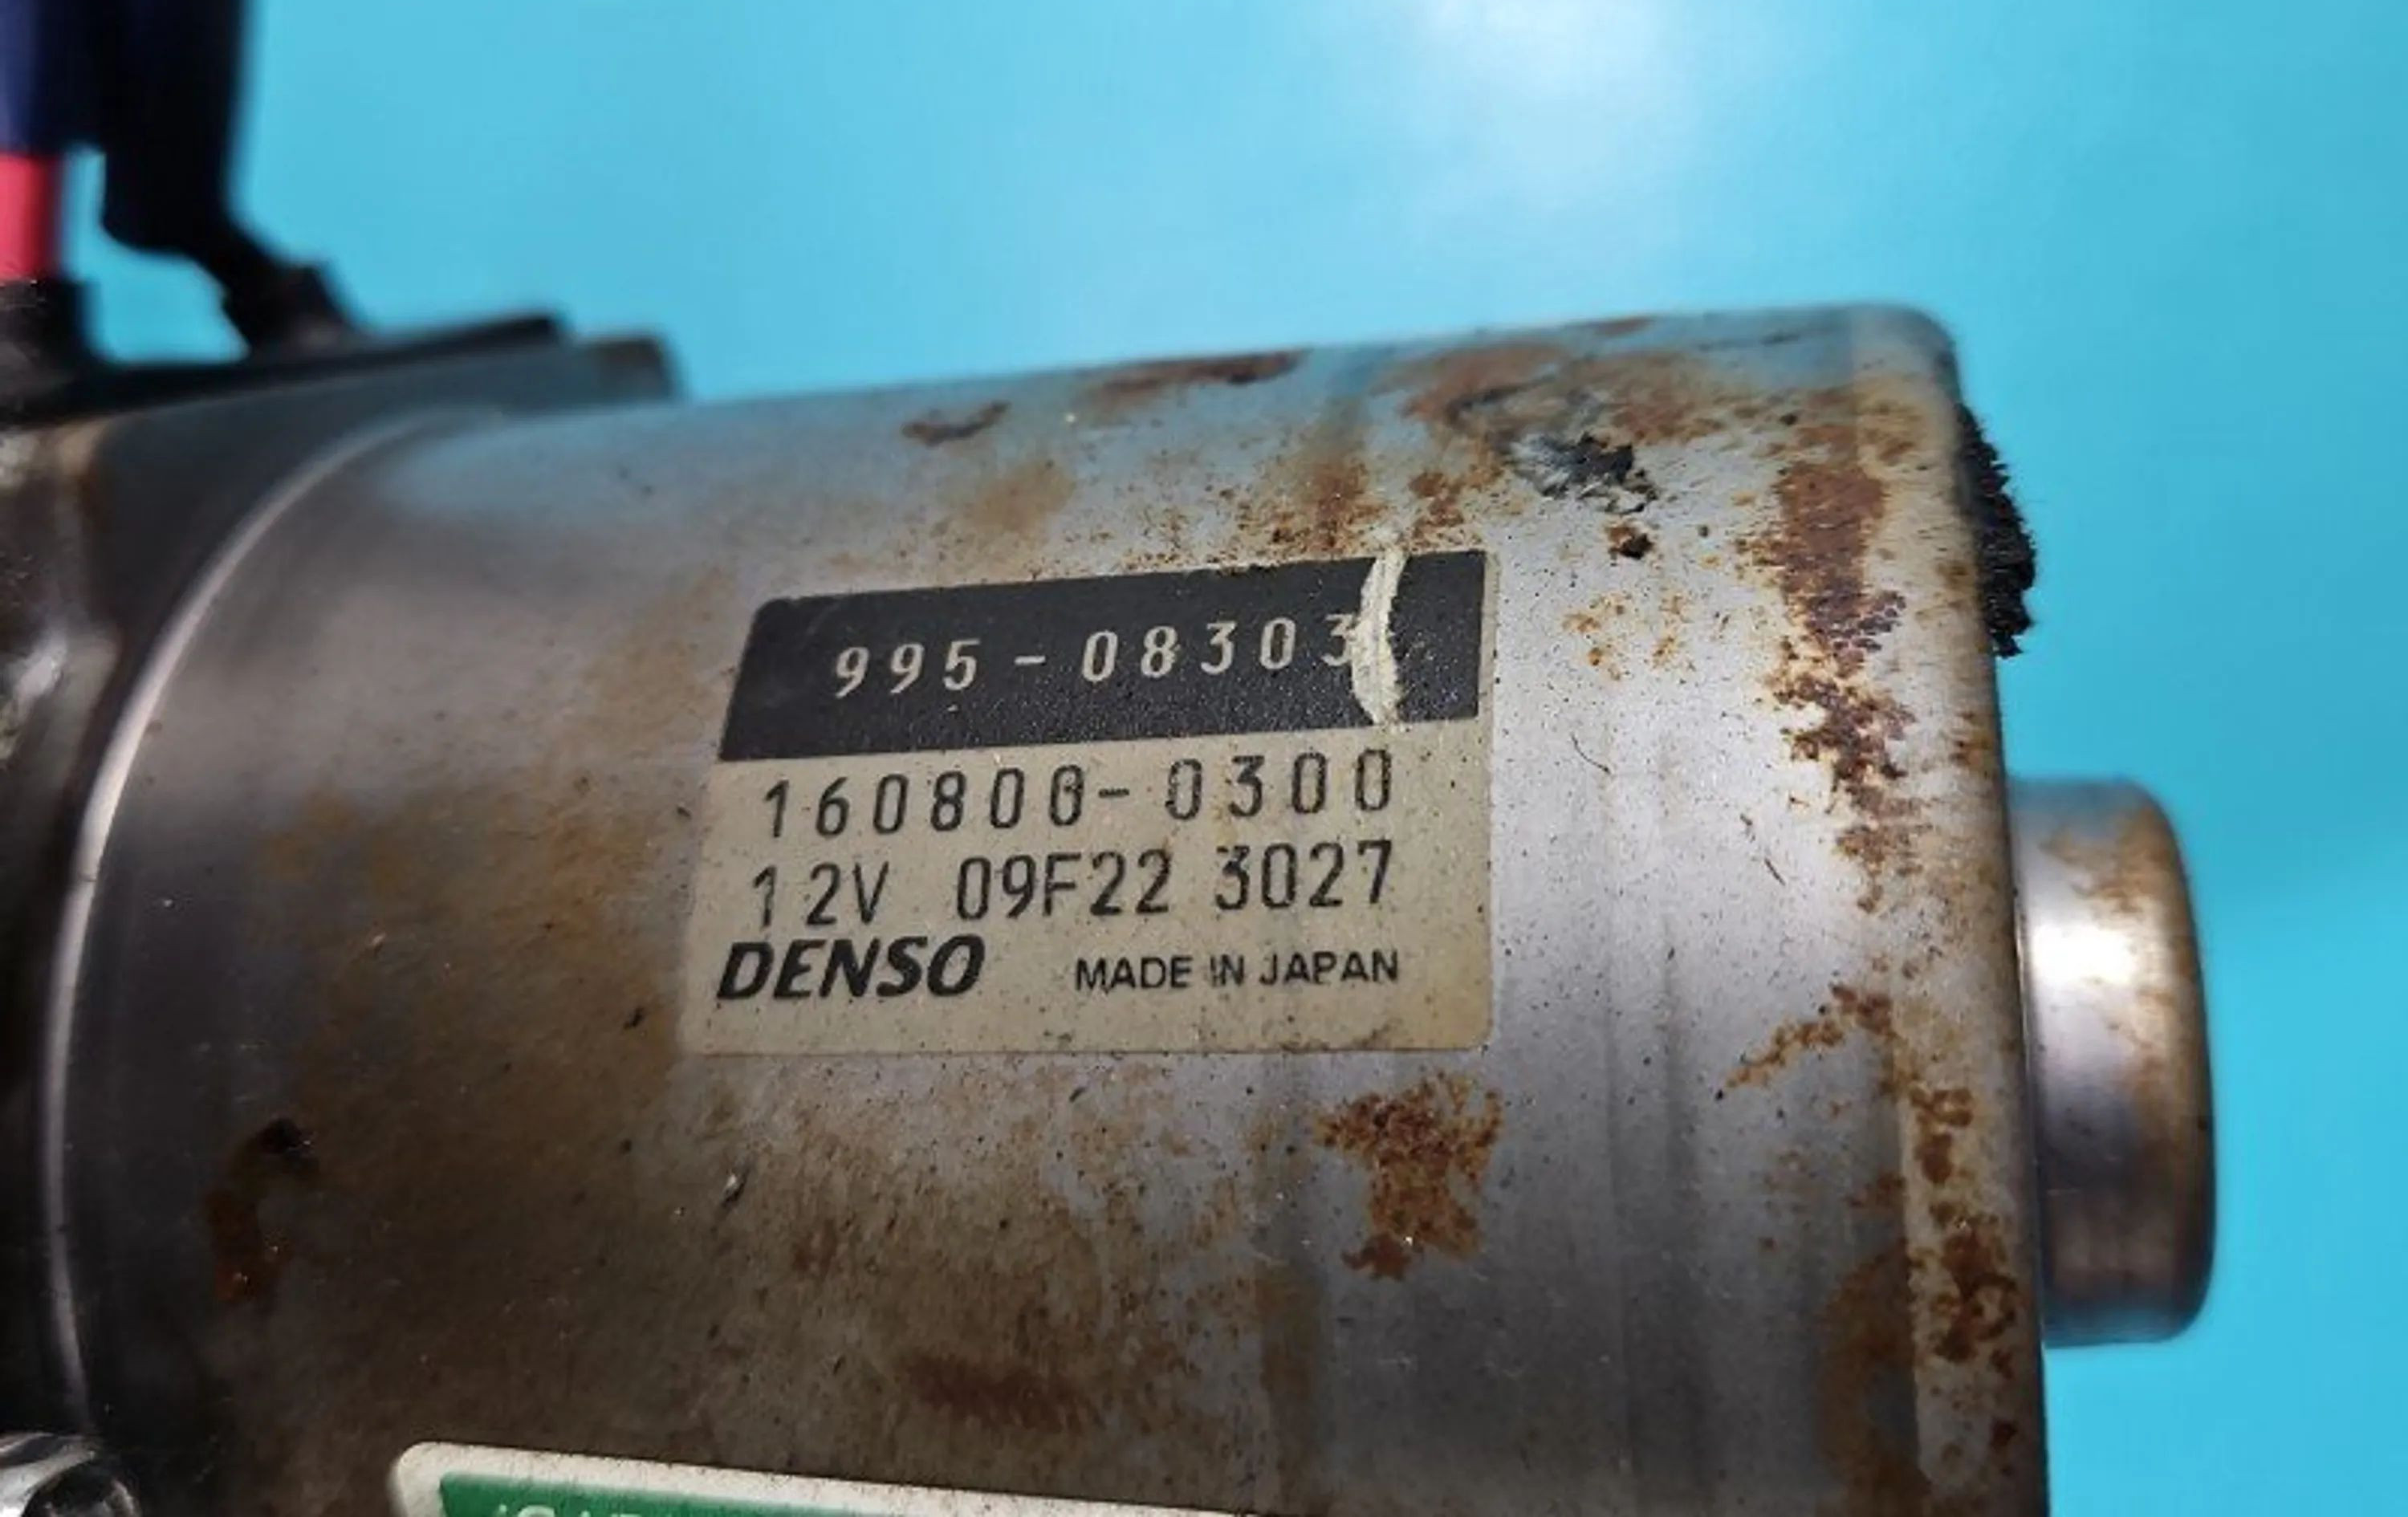 995-08303
160800-0300
12V 09F22 3027
DENSO MADE IN JAPAN